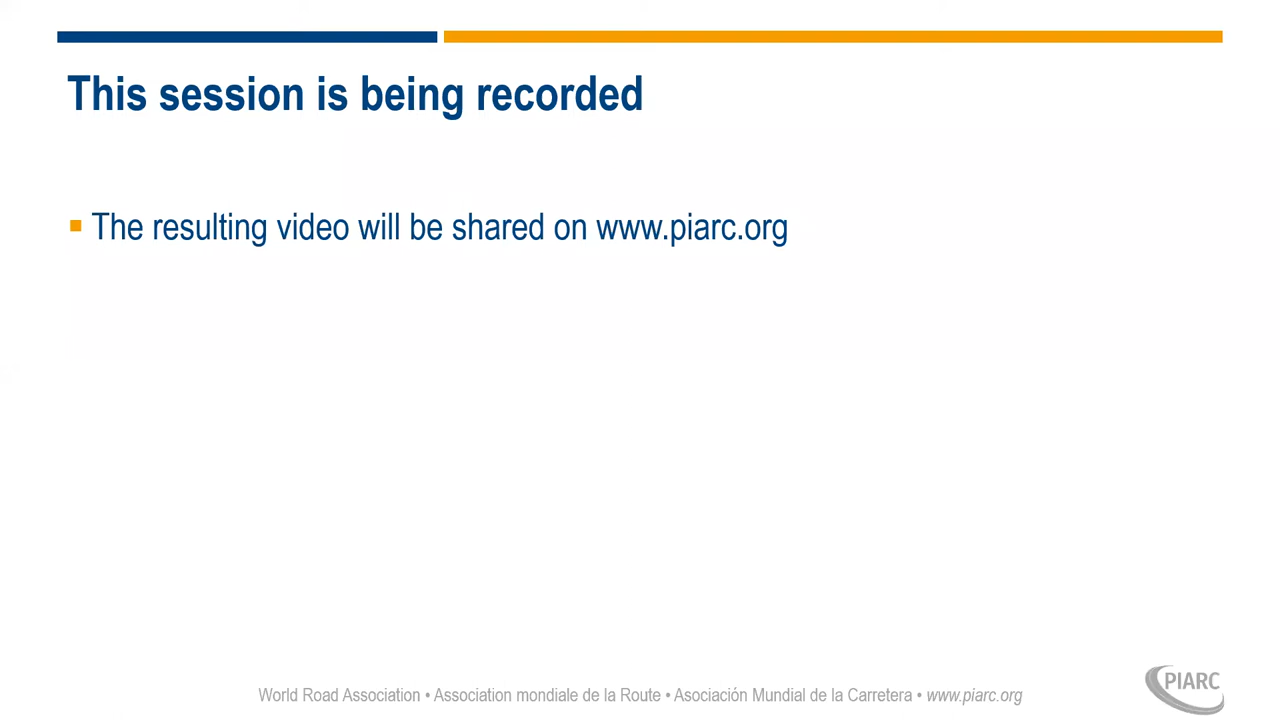 This session is being recorded
The resulting video will be shared on www.piarc.org
World Road Association • Association mondiale de la Route • Asociación Mundial de la Carretera • www.piarc.org
PIARC